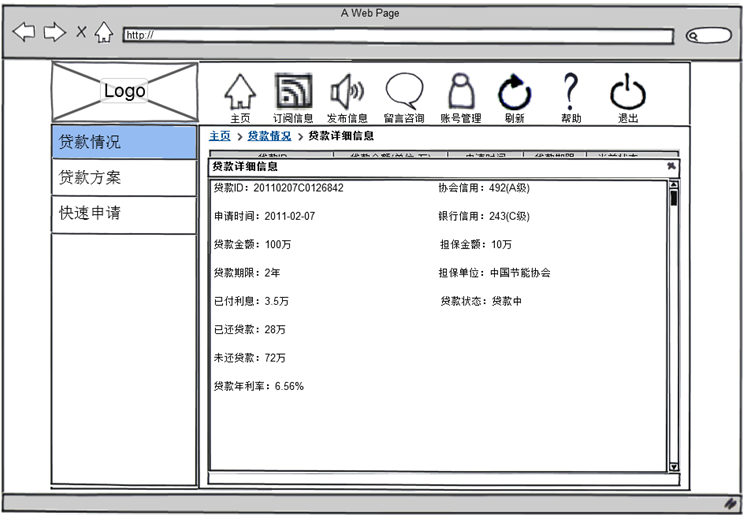 A Web Page
http://
Logo
主页 订阅信息 发布信息 留言咨询 账号管理 刷新 帮助 退出
贷款情况
贷款方案
快速申请
主页 > 贷款情况 > 贷款详细信息
贷款详细信息
贷款ID：20110207C0126842 协会信用：492(A级)
申请时间：2011-02-07 银行信用：243(C级)
贷款金额：100万 担保金额：10万
贷款期限：2年 担保单位：中国节能协会
已付利息：3.5万 贷款状态：贷款中
已还贷款：28万
未还贷款：72万
贷款年利率：6.56%